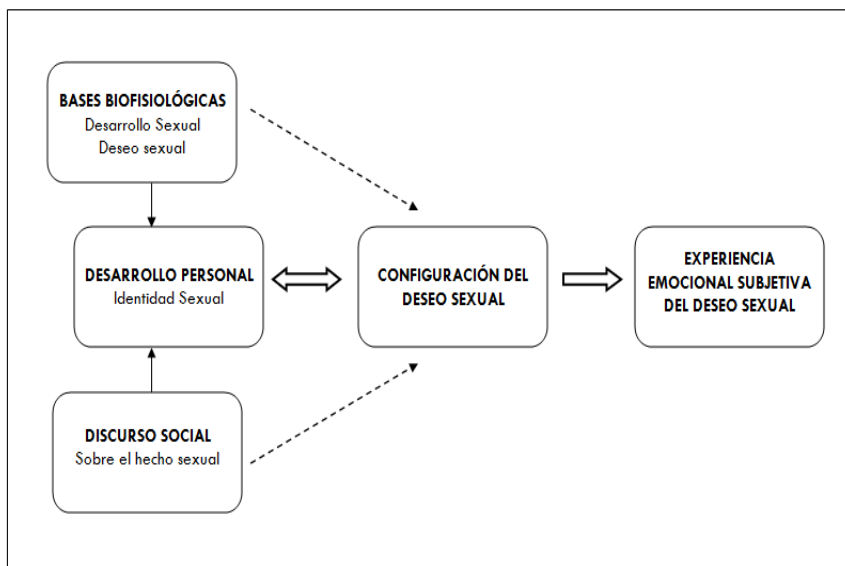 BASES BIOFISIOLÓGICAS
Desarrollo Sexual
Deseo sexual
DESARROLLO PERSONAL
Identidad Sexual
CONFIGURACIÓN DEL
DESEO SEXUAL
EXPERIENCIA
EMOCIONAL SUBJETIVA
DEL DESEO SEXUAL
DISCURSO SOCIAL
Sobre el hecho sexual